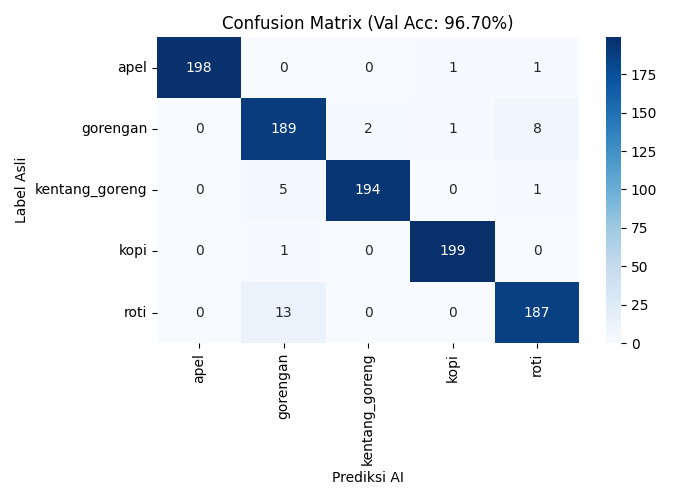 Confusion Matrix (Val Acc: 96.70%)
Label Asli
apel 198 0 0 1 1
gorengan 0 189 2 1 8
kentang_goreng 0 5 194 0 1
kopi 0 1 0 199 0
roti 0 13 0 0 187
apel gorengan kentang_goreng kopi roti
Prediksi AI
175
150
125
100
75
50
25
0